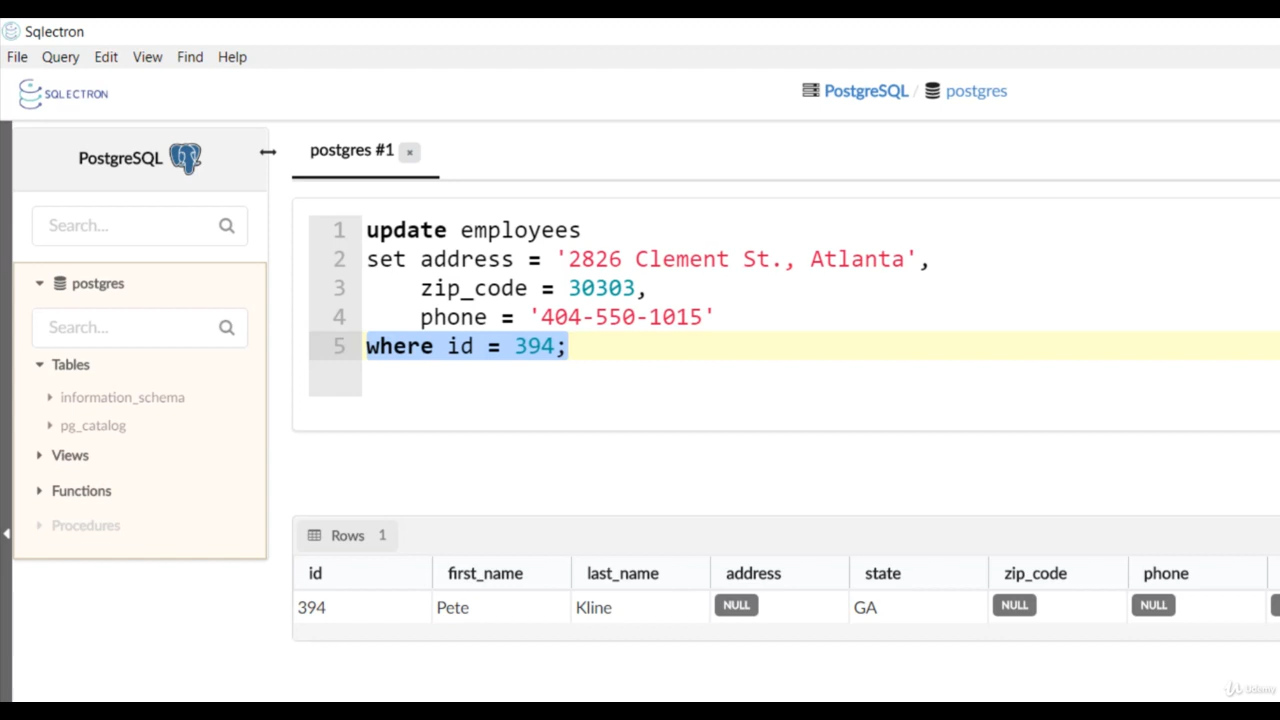 Sqlectron
File Query Edit View Find Help
SQLECTRON
PostgreSQL / postgres
PostgreSQL
postgres #1 ×
Search...
1 update employees
2 set address = '2826 Clement St., Atlanta',
3 zip_code = 30303,
4 phone = '404-550-1015'
5 where id = 394;
postgres
Search...
Tables
information_schema
pg_catalog
Views
Functions
Procedures
Rows 1
id first_name last_name address state zip_code phone
394 Pete Kline NULL GA NULL NULL
Udemy